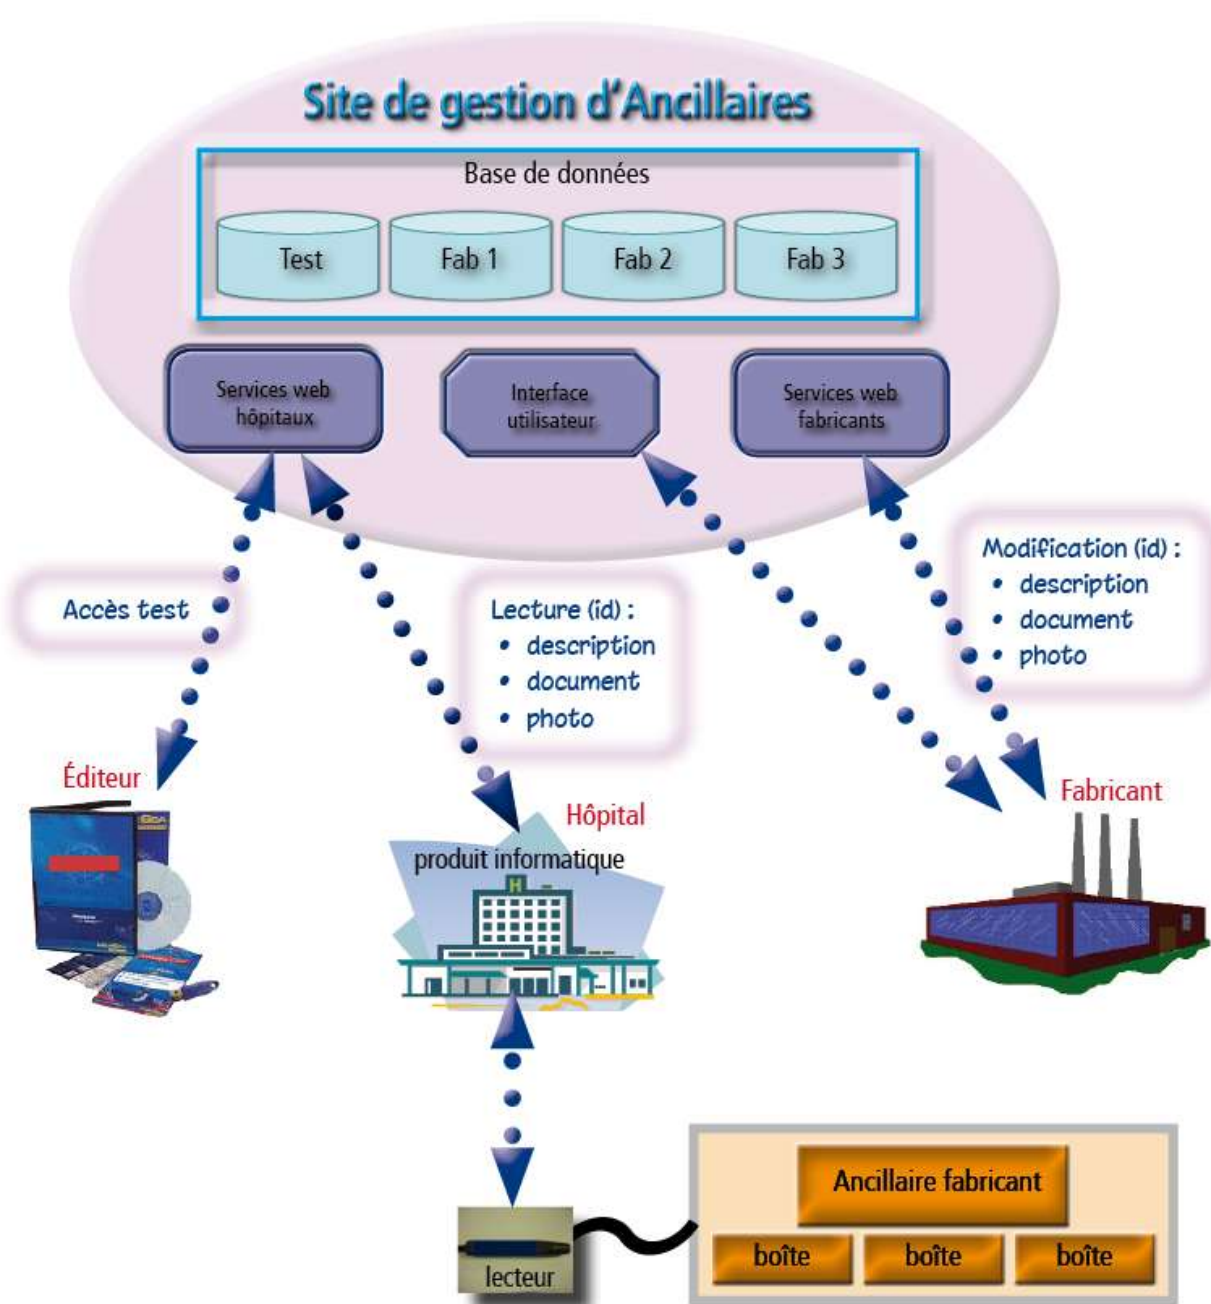 Site de gestion d'Ancillaires
Base de données
Test
Fab 1
Fab 2
Fab 3
Services web
hôpitaux
Interface
utilisateur
Services web
fabricants
Accès test
Lecture (id) :
• description
• document
• photo
Modification (id) :
• description
• document
• photo
Éditeur
Hôpital
produit informatique
H
Fabricant
lecteur
Ancillaire fabricant
boîte
boîte
boîte